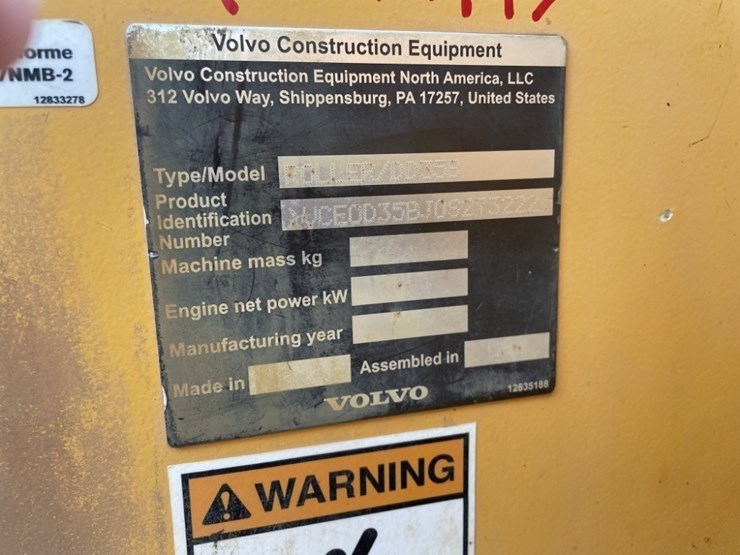 orme
/NMB-2
12833278
Volvo Construction Equipment
Volvo Construction Equipment North America, LLC
312 Volvo Way, Shippensburg, PA 17257, United States
Type/Model ROLLER/DD35B
Product
Identification
Number
Machine mass kg
Engine net power kW
Manufacturing year
Made in
Assembled in
VOLVO
12835188
WARNING